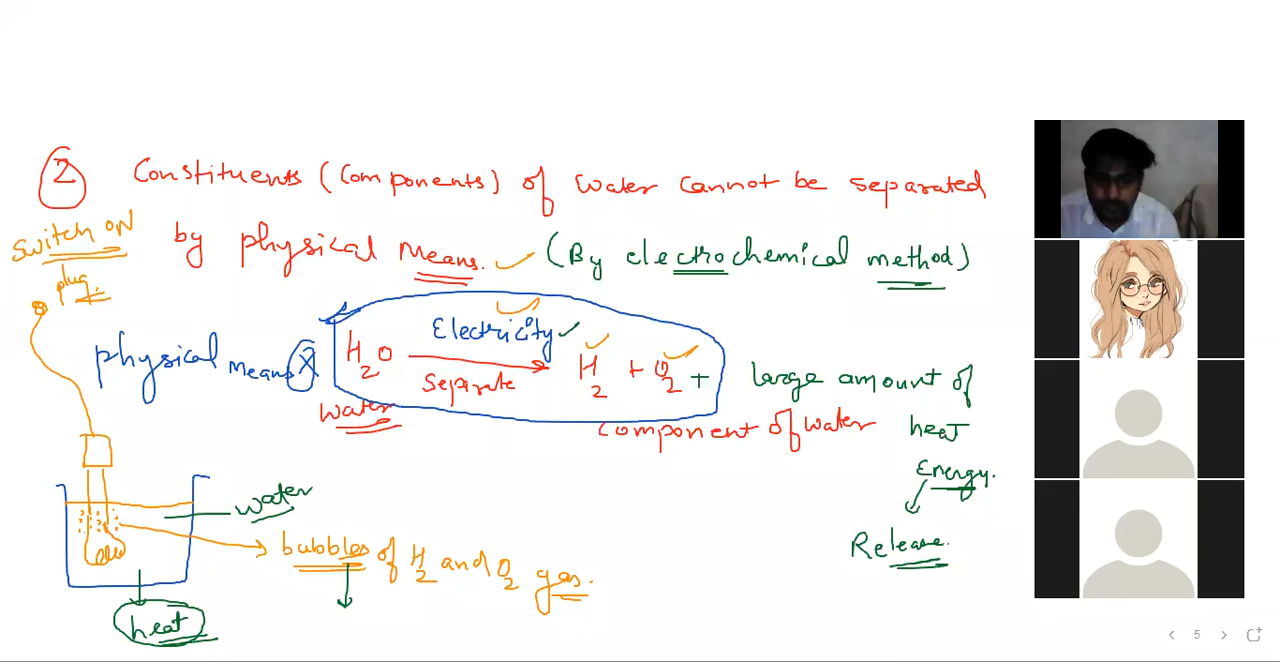 2 Constituents (Components) of water cannot be separated
Switch ON by physical Means. (By electrochemical method)
plug
Electricity
physical Means X H2O → H2 + O2 + large amount of
Separate
water component of water heat
Energy.
water
bubbles of H2 and O2 gas. Release.
heat
5